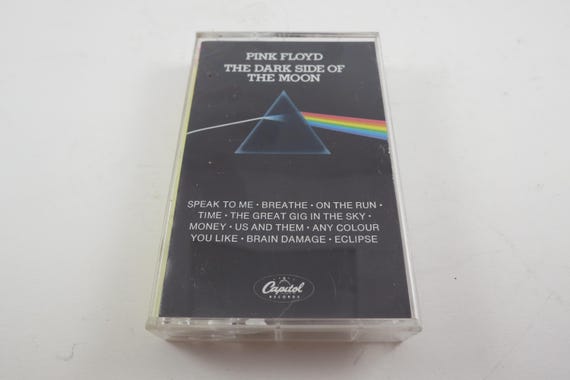 PINK FLOYD
THE DARK SIDE OF
THE MOON
SPEAK TO ME • BREATHE • ON THE RUN •
TIME • THE GREAT GIG IN THE SKY •
MONEY • US AND THEM • ANY COLOUR
YOU LIKE • BRAIN DAMAGE • ECLIPSE
Capitol
RECORDS